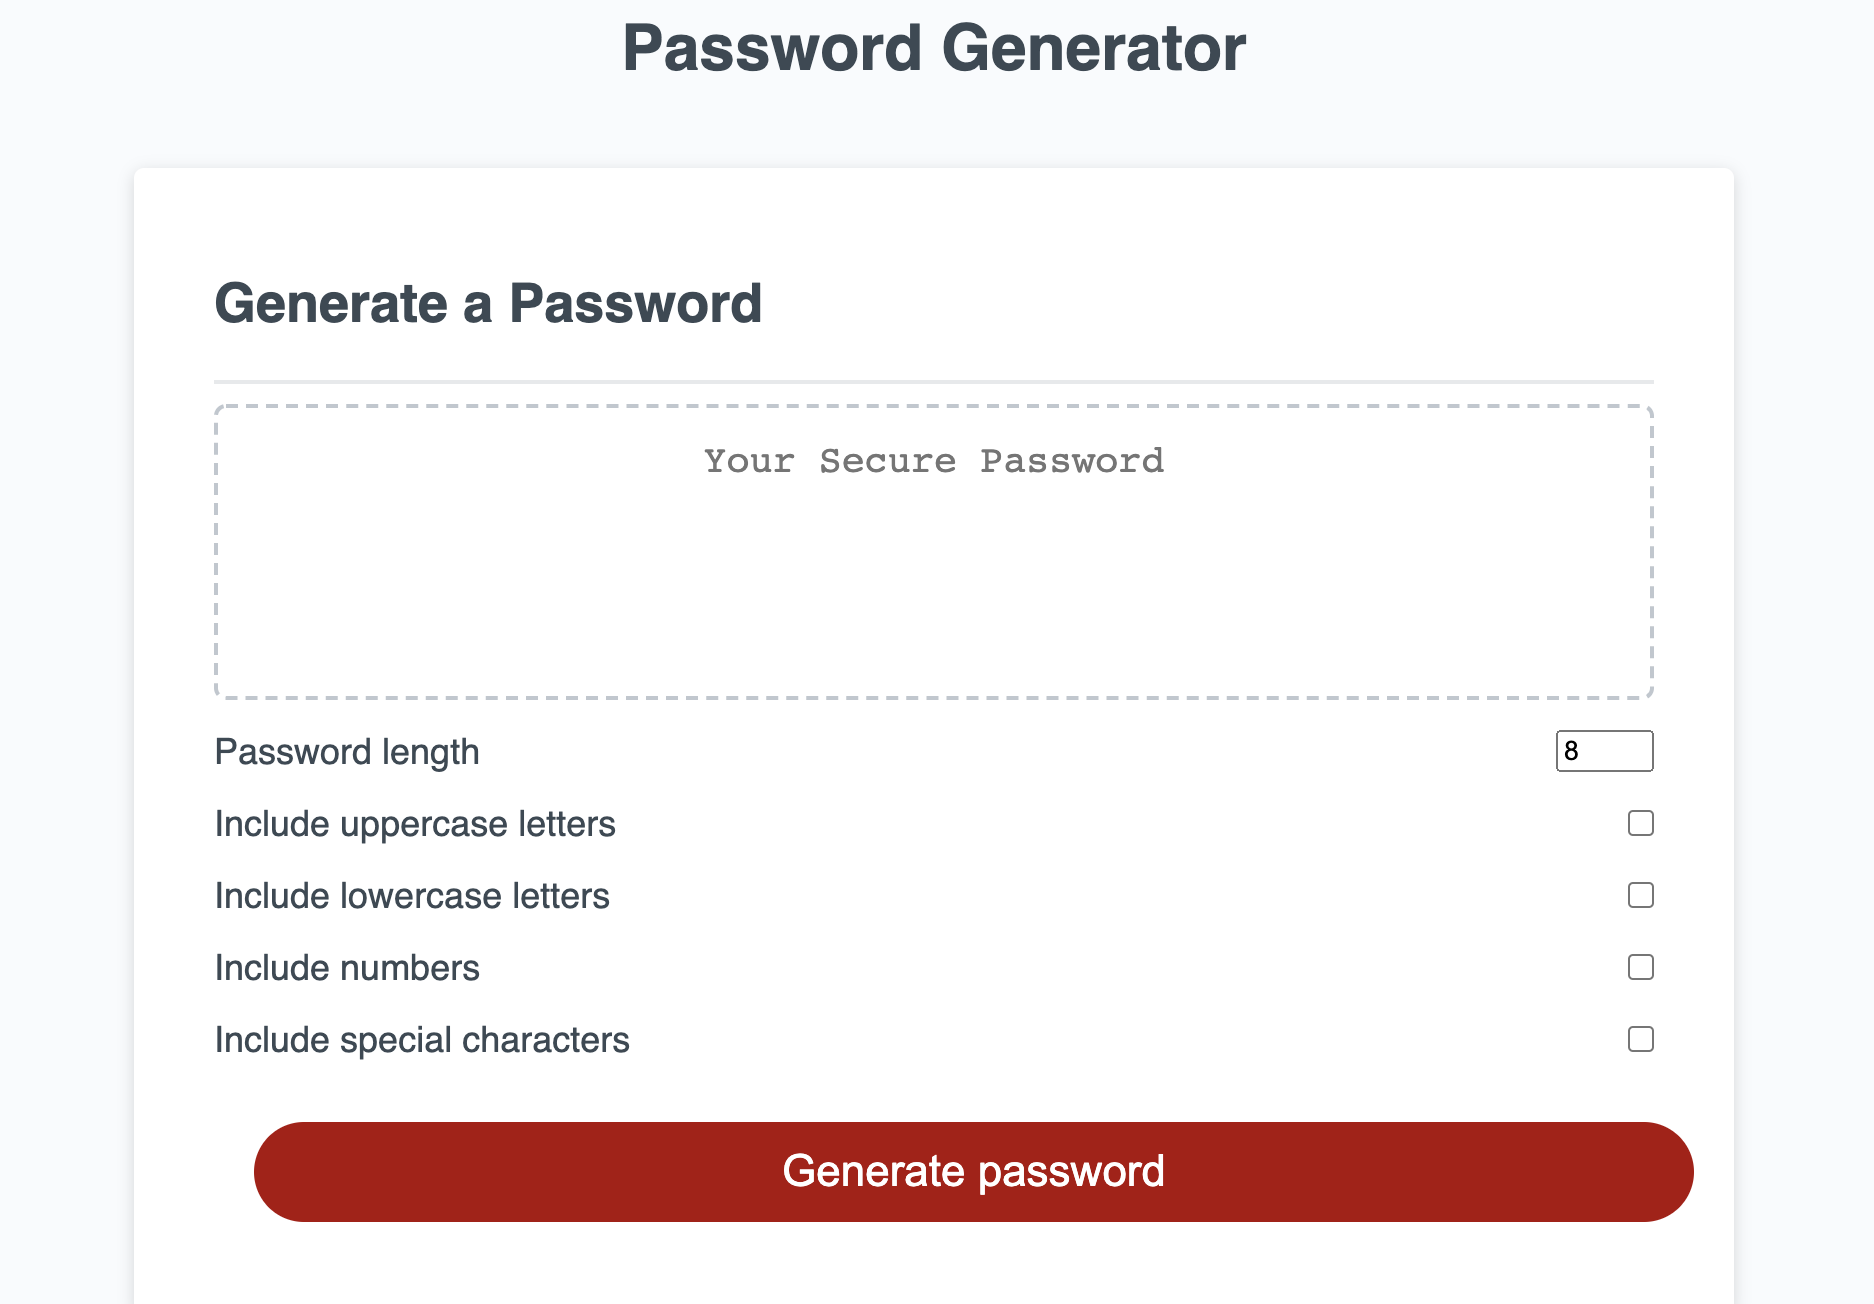 Password Generator
Generate a Password
Your Secure Password
Password length 8
Include uppercase letters
Include lowercase letters
Include numbers
Include special characters
Generate password